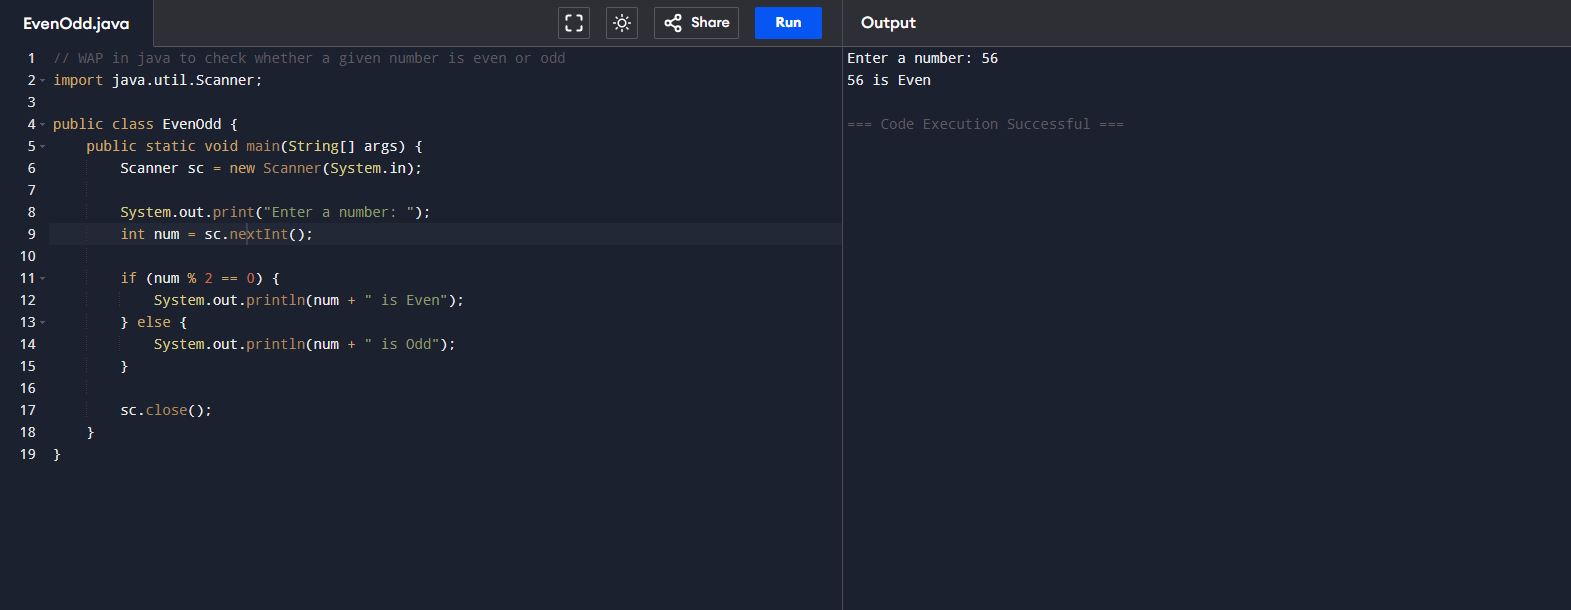 EvenOdd.java
Share
Run
Output
1 // WAP in java to check whether a given number is even or odd
2 import java.util.Scanner;
3
4 public class EvenOdd {
5     public static void main(String[] args) {
6         Scanner sc = new Scanner(System.in);
7
8         System.out.print("Enter a number: ");
9         int num = sc.nextInt();
10
11         if (num % 2 == 0) {
12             System.out.println(num + " is Even");
13         } else {
14             System.out.println(num + " is Odd");
15         }
16
17         sc.close();
18     }
19 }
Enter a number: 56
56 is Even
=== Code Execution Successful ===